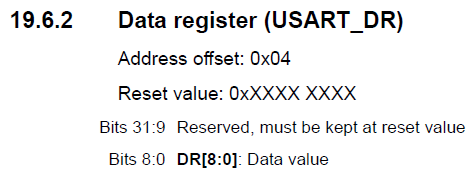 19.6.2 Data register (USART_DR)
Address offset: 0x04
Reset value: 0xXXXX XXXX
Bits 31:9 Reserved, must be kept at reset value
Bits 8:0 DR[8:0]: Data value